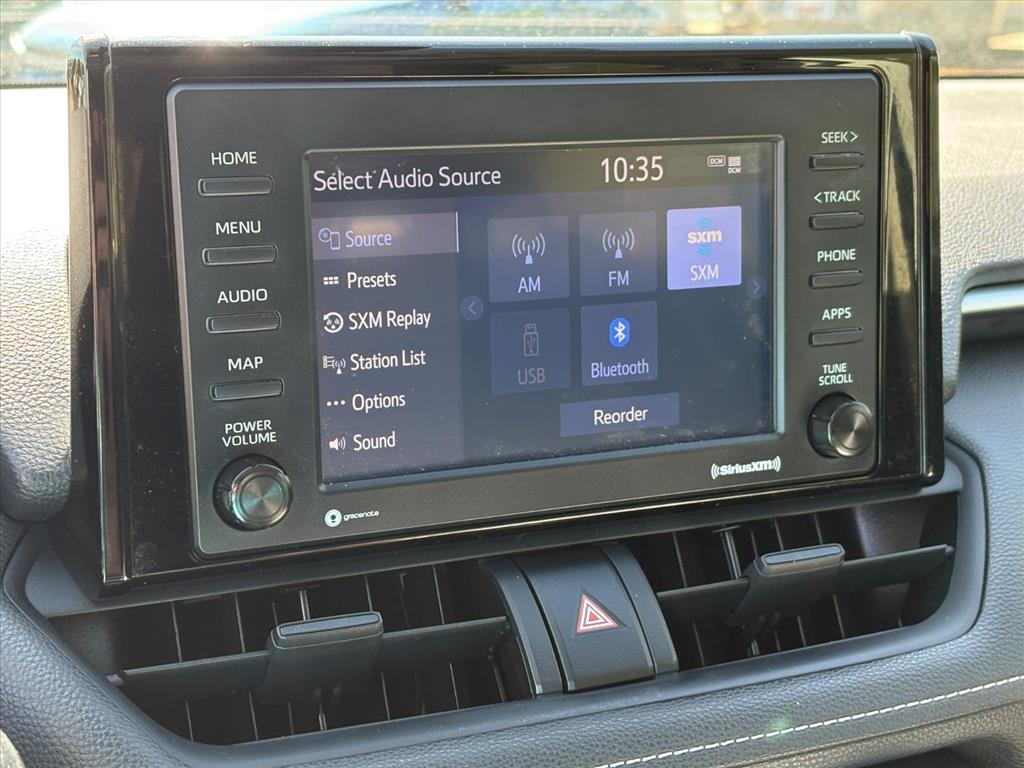 HOME
MENU
AUDIO
MAP
POWER
VOLUME
Select Audio Source
10:35
DCM
DCM
Source
Presets
SXM Replay
Station List
Options
Sound
AM
FM
sxm
SXM
USB
Bluetooth
Reorder
SEEK>
<TRACK
PHONE
APPS
TUNE
SCROLL
gracenote
((SiriusXM))